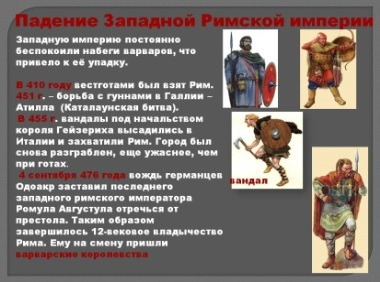 Падение Западной Римской империи
Западную империю постоянно
беспокоили набеги варваров, что
привело к её упадку.
В 410 году вестготами был взят Рим.
451 г. – борьба с гуннами в Галлии –
Атилла (Каталаунская битва).
В 455 г. вандалы под начальством
короля Гейзериха высадились в
Италии и захватили Рим. Город был
снова разграблен, еще ужаснее, чем
при готах.
4 сентября 476 года вождь германцев
Одоакр заставил последнего
западного римского императора
Ромула Августула отречься от
престола. Таким образом
завершилось 12-вековое владычество
Рима. Ему на смену пришли
варварские королевства
вандал